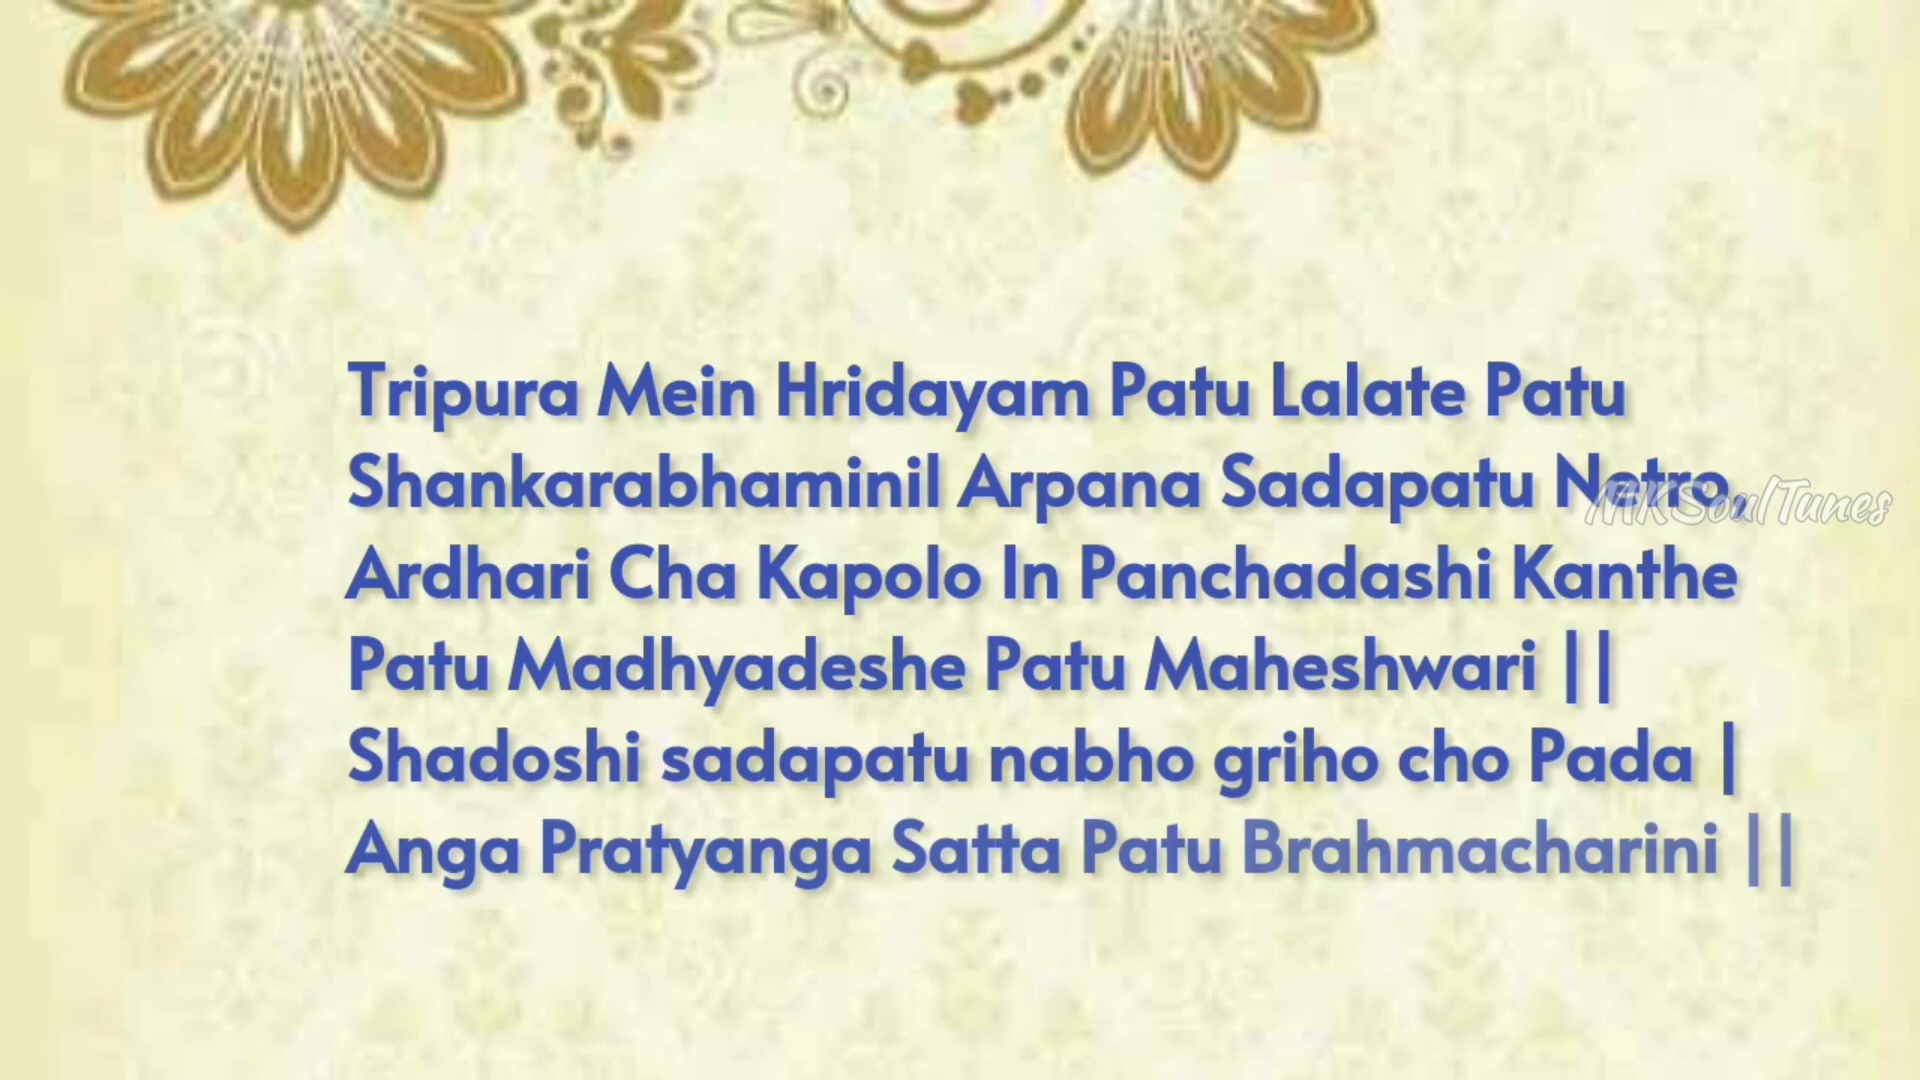 Tripura Mein Hridayam Patu Lalate Patu
Shankarabhaminil Arpana Sadapatu Netro,
Ardhari Cha Kapolo In Panchadashi Kanthe
Patu Madhyadeshe Patu Maheshwari ||
Shadoshi sadapatu nabho griho cho Pada |
Anga Pratyanga Satta Patu Brahmacharini ||
MKSoulTunes